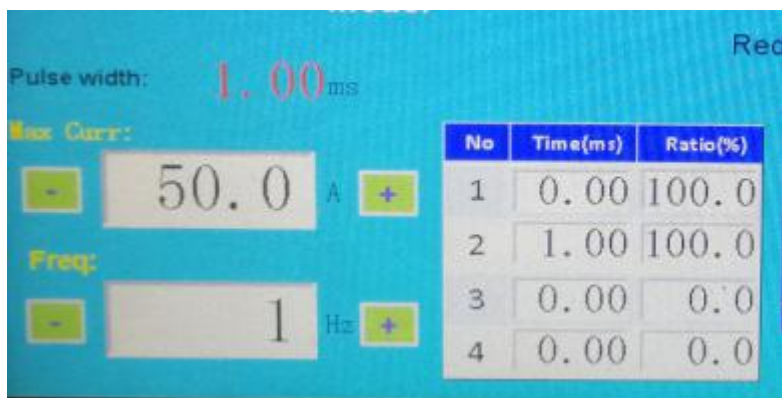 Rec
Pulse width: 1.00ms
Max Curr:
- 50.0 A +
Freq:
- 1 Hz +
No Time(ms) Ratio(%)
1 0.00 100.0
2 1.00 100.0
3 0.00 0.0
4 0.00 0.0